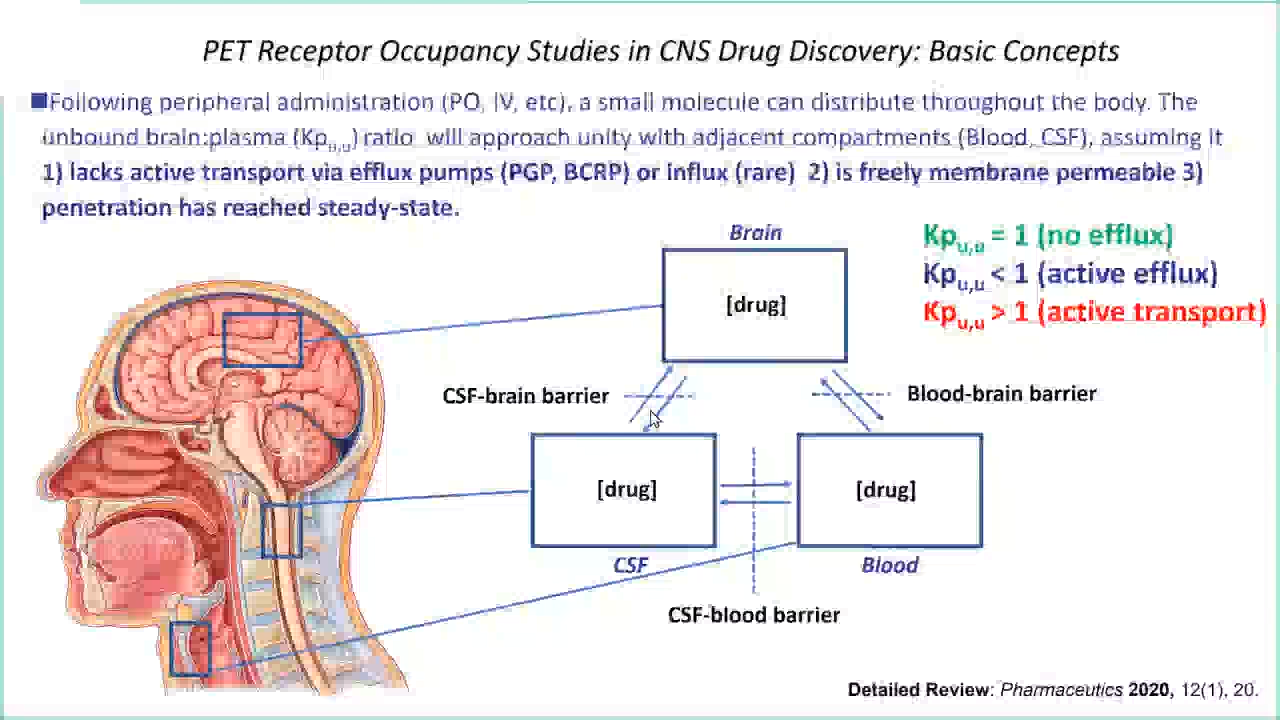 PET Receptor Occupancy Studies in CNS Drug Discovery: Basic Concepts
Following peripheral administration (PO, IV, etc), a small molecule can distribute throughout the body. The
unbound brain:plasma (Kpu,u) ratio will approach unity with adjacent compartments (Blood, CSF), assuming it
1) lacks active transport via efflux pumps (PGP, BCRP) or influx (rare) 2) is freely membrane permeable 3)
penetration has reached steady-state.
Brain
Kpu,u = 1 (no efflux)
Kpu,u < 1 (active efflux)
Kpu,u > 1 (active transport)
[drug]
CSF-brain barrier
Blood-brain barrier
[drug]
[drug]
CSF
Blood
CSF-blood barrier
Detailed Review: Pharmaceutics 2020, 12(1), 20.